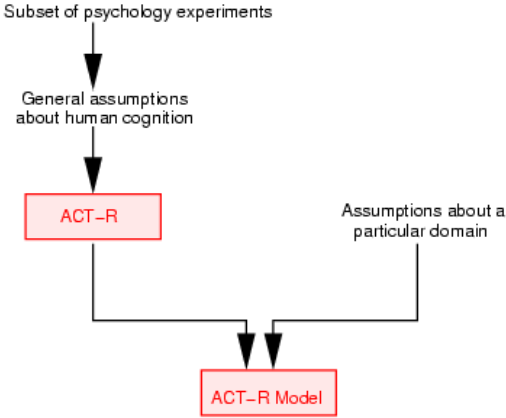 Subset of psychology experiments
General assumptions
about human cognition
ACT−R
Assumptions about a
particular domain
ACT−R Model